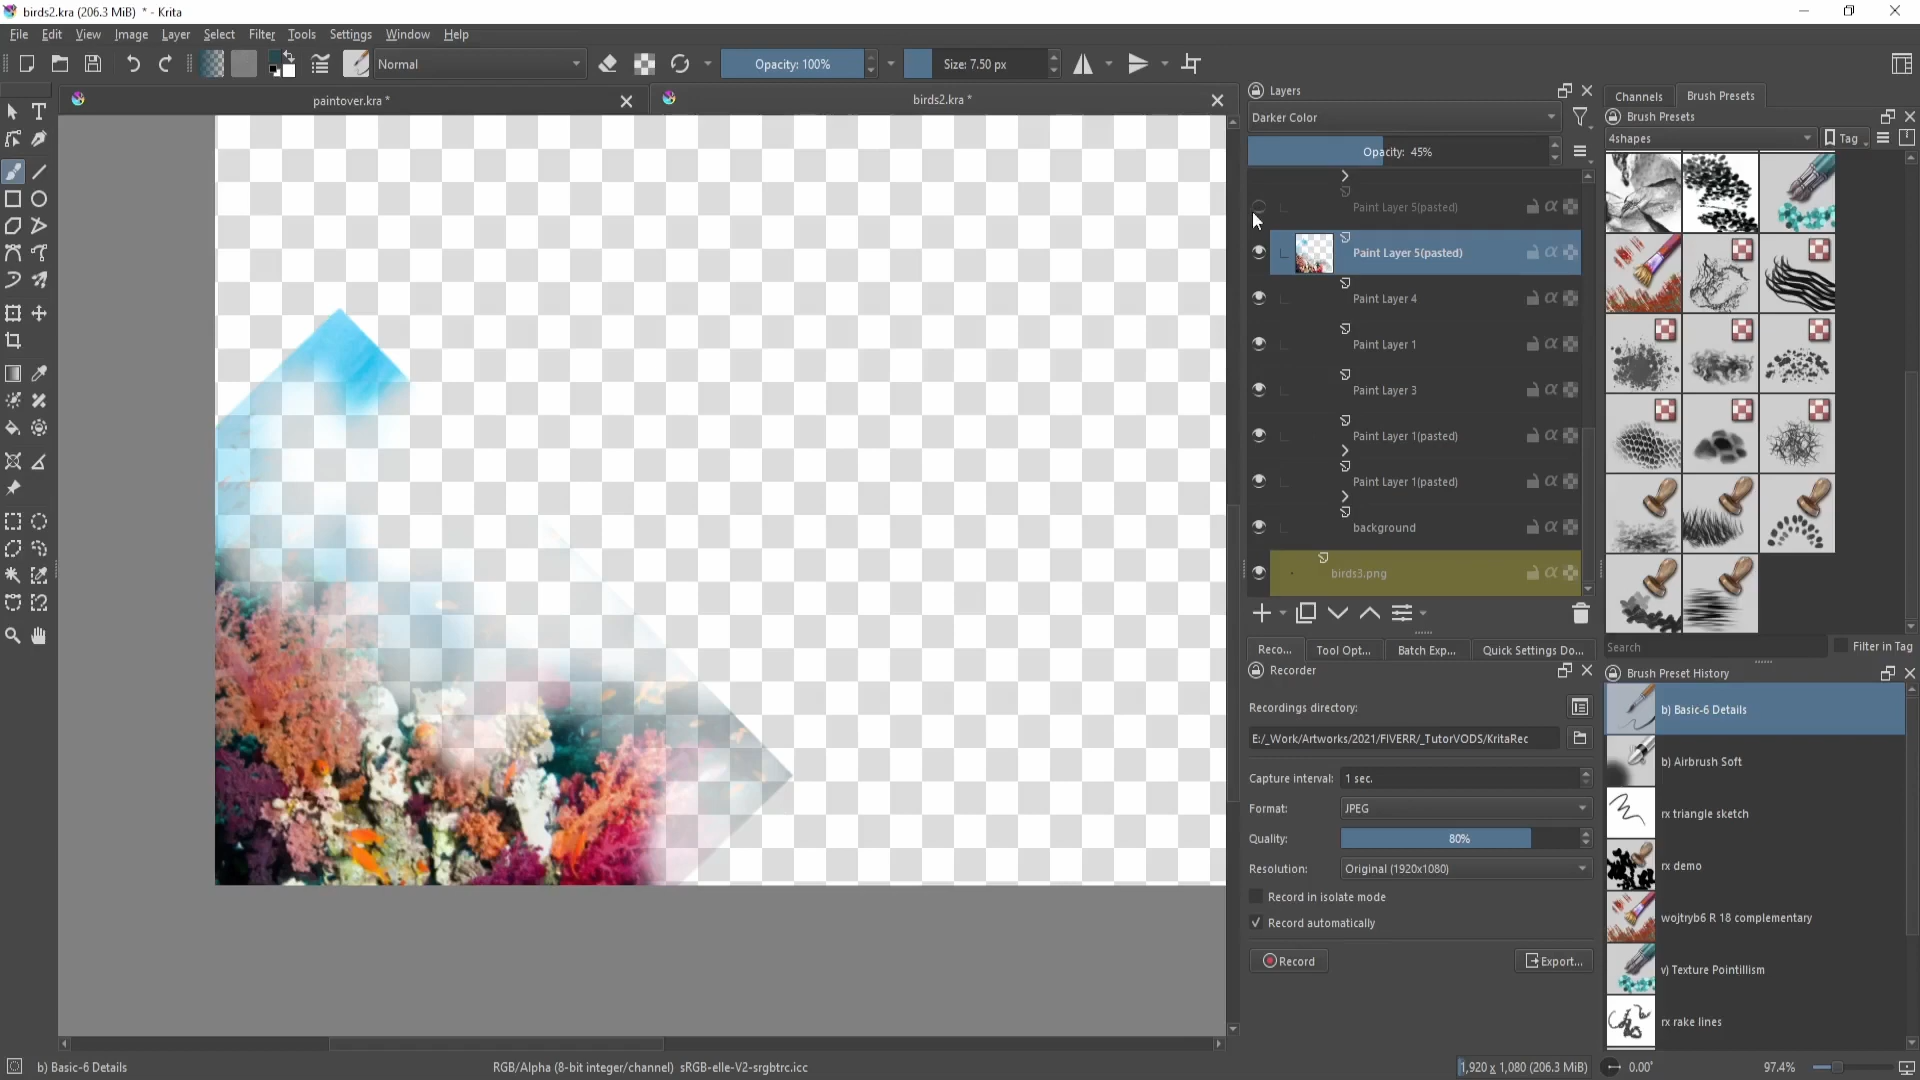 birds2.kra (206.3 MiB) * - Krita
File Edit View Image Layer Select Filter Tools Settings Window Help
Normal
Opacity: 100%
Size: 7.50 px
paintover.kra *
birds2.kra *
Layers
Darker Color
Opacity: 45%
Paint Layer 5(pasted)
Paint Layer 5(pasted)
Paint Layer 4
Paint Layer 1
Paint Layer 3
Paint Layer 1(pasted)
Paint Layer 1(pasted)
background
birds3.png
Reco... Tool Opt... Batch Exp... Quick Settings Do...
Recorder
Recordings directory:
E:/_Work/Artworks/2021/FIVERR/_TutorVODS/KritaRec
Capture interval: 1 sec.
Format: JPEG
Quality: 80%
Resolution: Original (1920x1080)
Record in isolate mode
Record automatically
Record Export...
Channels Brush Presets
Brush Presets
4shapes Tag
Search Filter in Tag
Brush Preset History
b) Basic-6 Details
b) Airbrush Soft
rx triangle sketch
rx demo
wojtryb6 R 18 complementary
v) Texture Pointillism
rx rake lines
b) Basic-6 Details
RGB/Alpha (8-bit integer/channel) sRGB-elle-V2-srgbtrc.icc
1,920 x 1,080 (206.3 MiB)
0.00°
97.4%